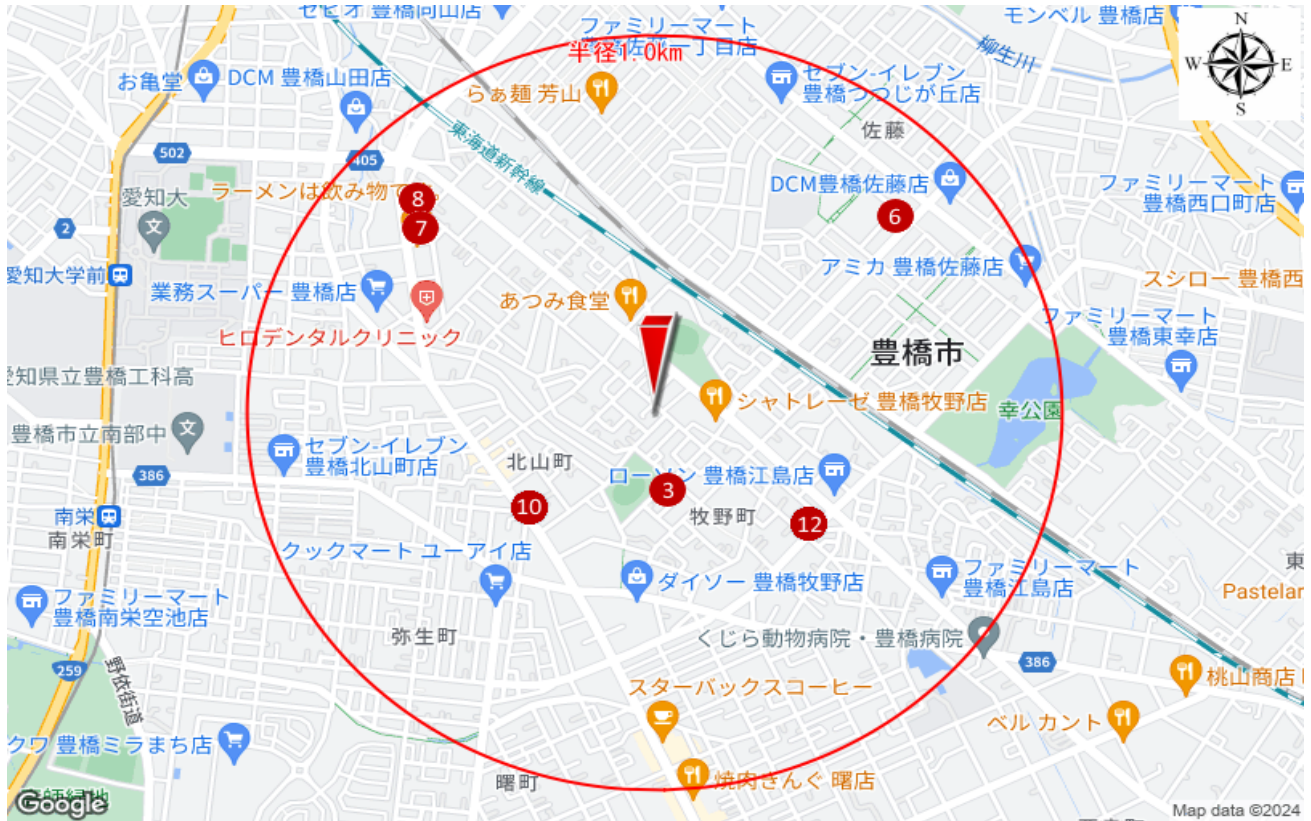 セビオ 豊橋向山店
ファミリーマート
豊橋佐藤一丁目店
半径1.0km
モンベル 豊橋店
柳生川
N
W
E
S
お亀堂
DCM 豊橋山田店
らぁ麺 芳山
セブン-イレブン
豊橋つつじが丘店
東海道新幹線
佐藤
502
405
愛知大
ラーメンは飲み物で
8
7
2
DCM豊橋佐藤店
6
ファミリーマート
豊橋西口町店
愛知大学前
業務スーパー 豊橋店
あつみ食堂
アミカ 豊橋佐藤店
スシロー 豊橋西
ヒロデンタルクリニック
ファミリーマート
豊橋東幸店
豊橋市
愛知県立豊橋工科高
シャトレーゼ 豊橋牧野店
幸公園
豊橋市立南部中
セブン-イレブン
豊橋北山町店
北山町
386
ローソン 豊橋江島店
3
10
牧野町
12
南栄
南栄町
クックマート ユーアイ店
ダイソー 豊橋牧野店
ファミリーマート
豊橋江島店
東
Pastelar
ファミリーマート
豊橋南栄空池店
弥生町
くじら動物病院・豊橋病院
386
259
野依街道
スターバックスコーヒー
桃山商店
ベル カント
クワ 豊橋ミラまち店
曙町
焼肉きんぐ 曙店
Google
Map data ©2024